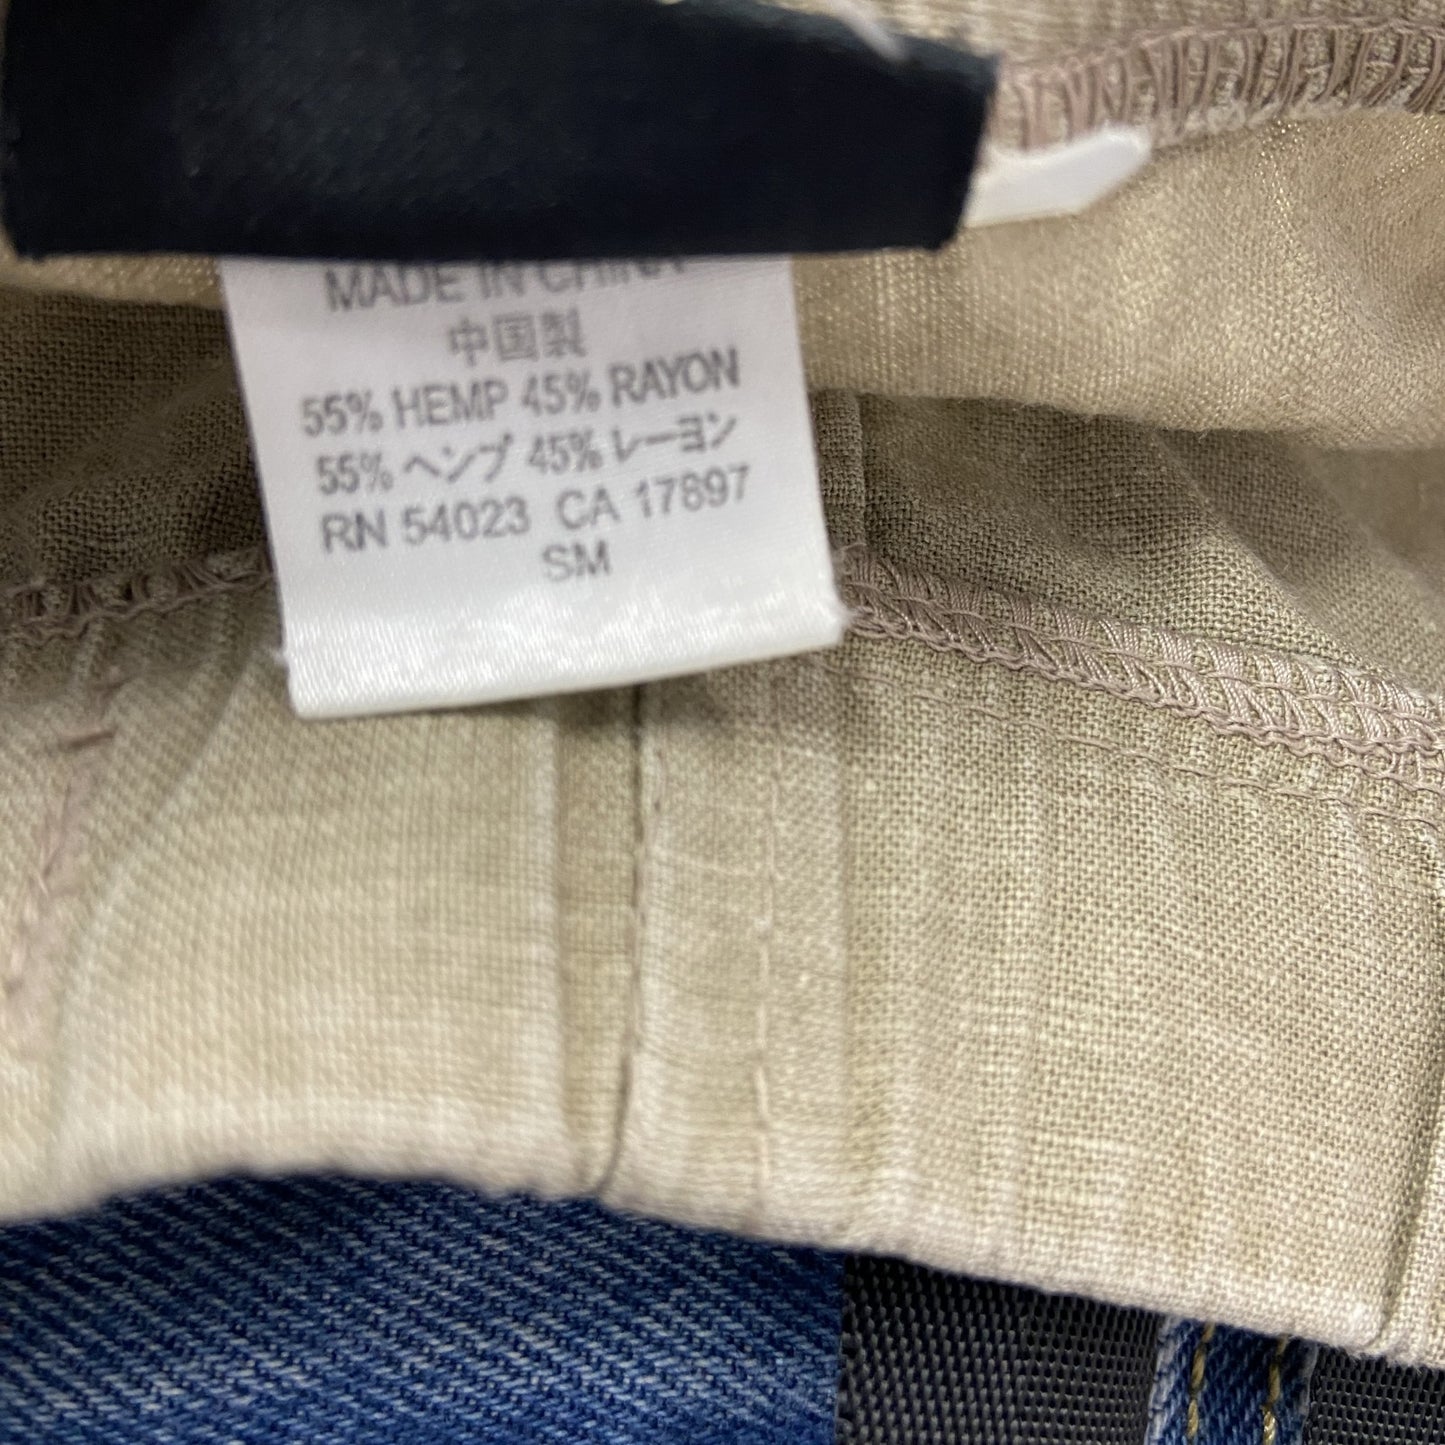 MADE IN CHINA
中国製
55% HEMP 45% RAYON
55% ヘンプ 45% レーヨン
RN 54023 CA 17897
SM